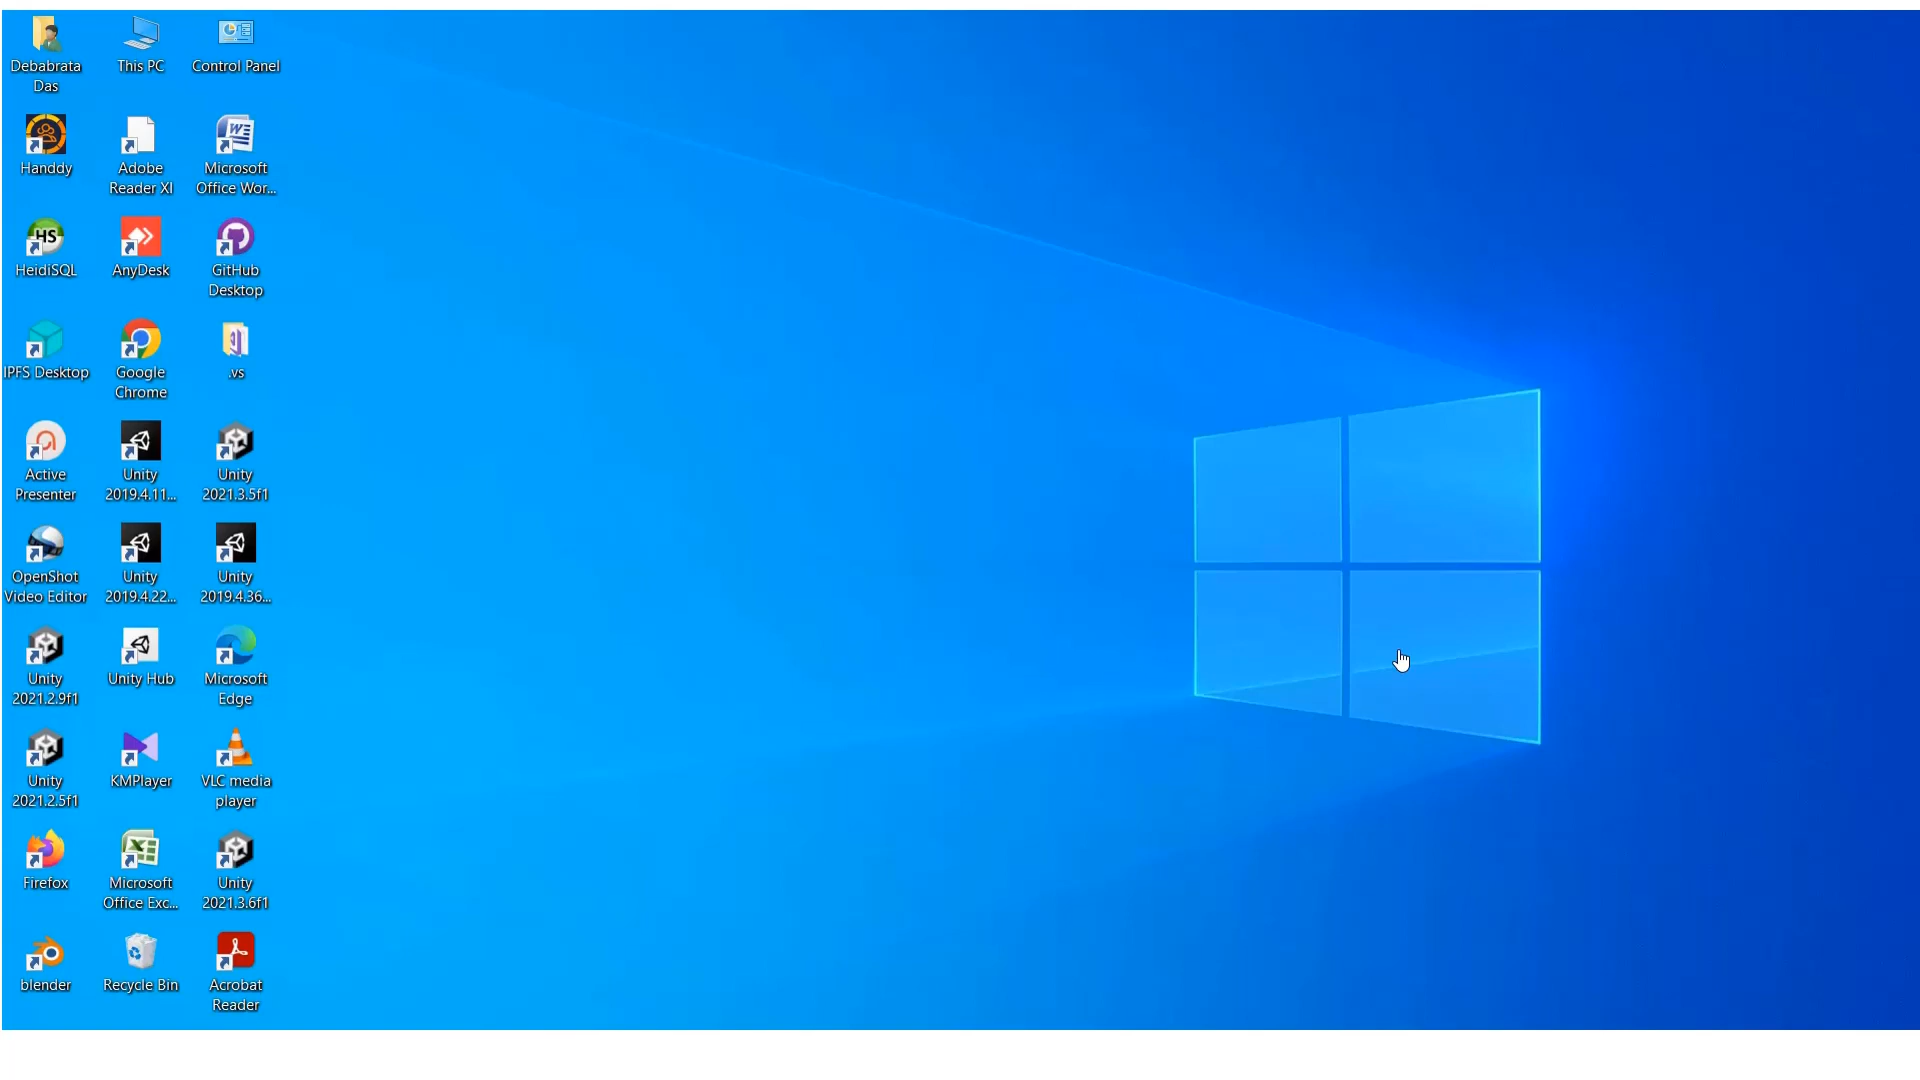 Debabrata
Das
This PC
Control Panel
Handdy
Adobe
Reader XI
W
Microsoft
Office Wor...
HS
HeidiSQL
AnyDesk
GitHub
Desktop
IPFS Desktop
Google
Chrome
.vs
Active
Presenter
Unity
2019.4.11...
Unity
2021.3.5f1
OpenShot
Video Editor
Unity
2019.4.22...
Unity
2019.4.36...
Unity
2021.2.9f1
Unity Hub
Microsoft
Edge
Unity
2021.2.5f1
KMPlayer
VLC media
player
Firefox
X
Microsoft
Office Exc...
Unity
2021.3.6f1
blender
Recycle Bin
Acrobat
Reader